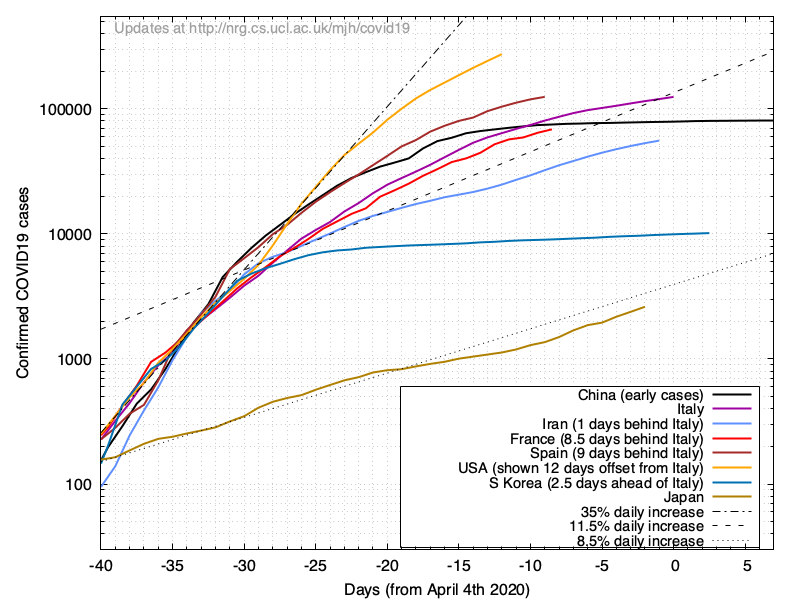 Updates at http://nrg.cs.ucl.ac.uk/mjh/covid19
Confirmed COVID19 cases
100000
10000
1000
100
China (early cases)
Italy
Iran (1 days behind Italy)
France (8.5 days behind Italy)
Spain (9 days behind Italy)
USA (shown 12 days offset from Italy)
S Korea (2.5 days ahead of Italy)
Japan
35% daily increase
11.5% daily increase
8.5% daily increase
-40 -35 -30 -25 -20 -15 -10 -5 0 5
Days (from April 4th 2020)